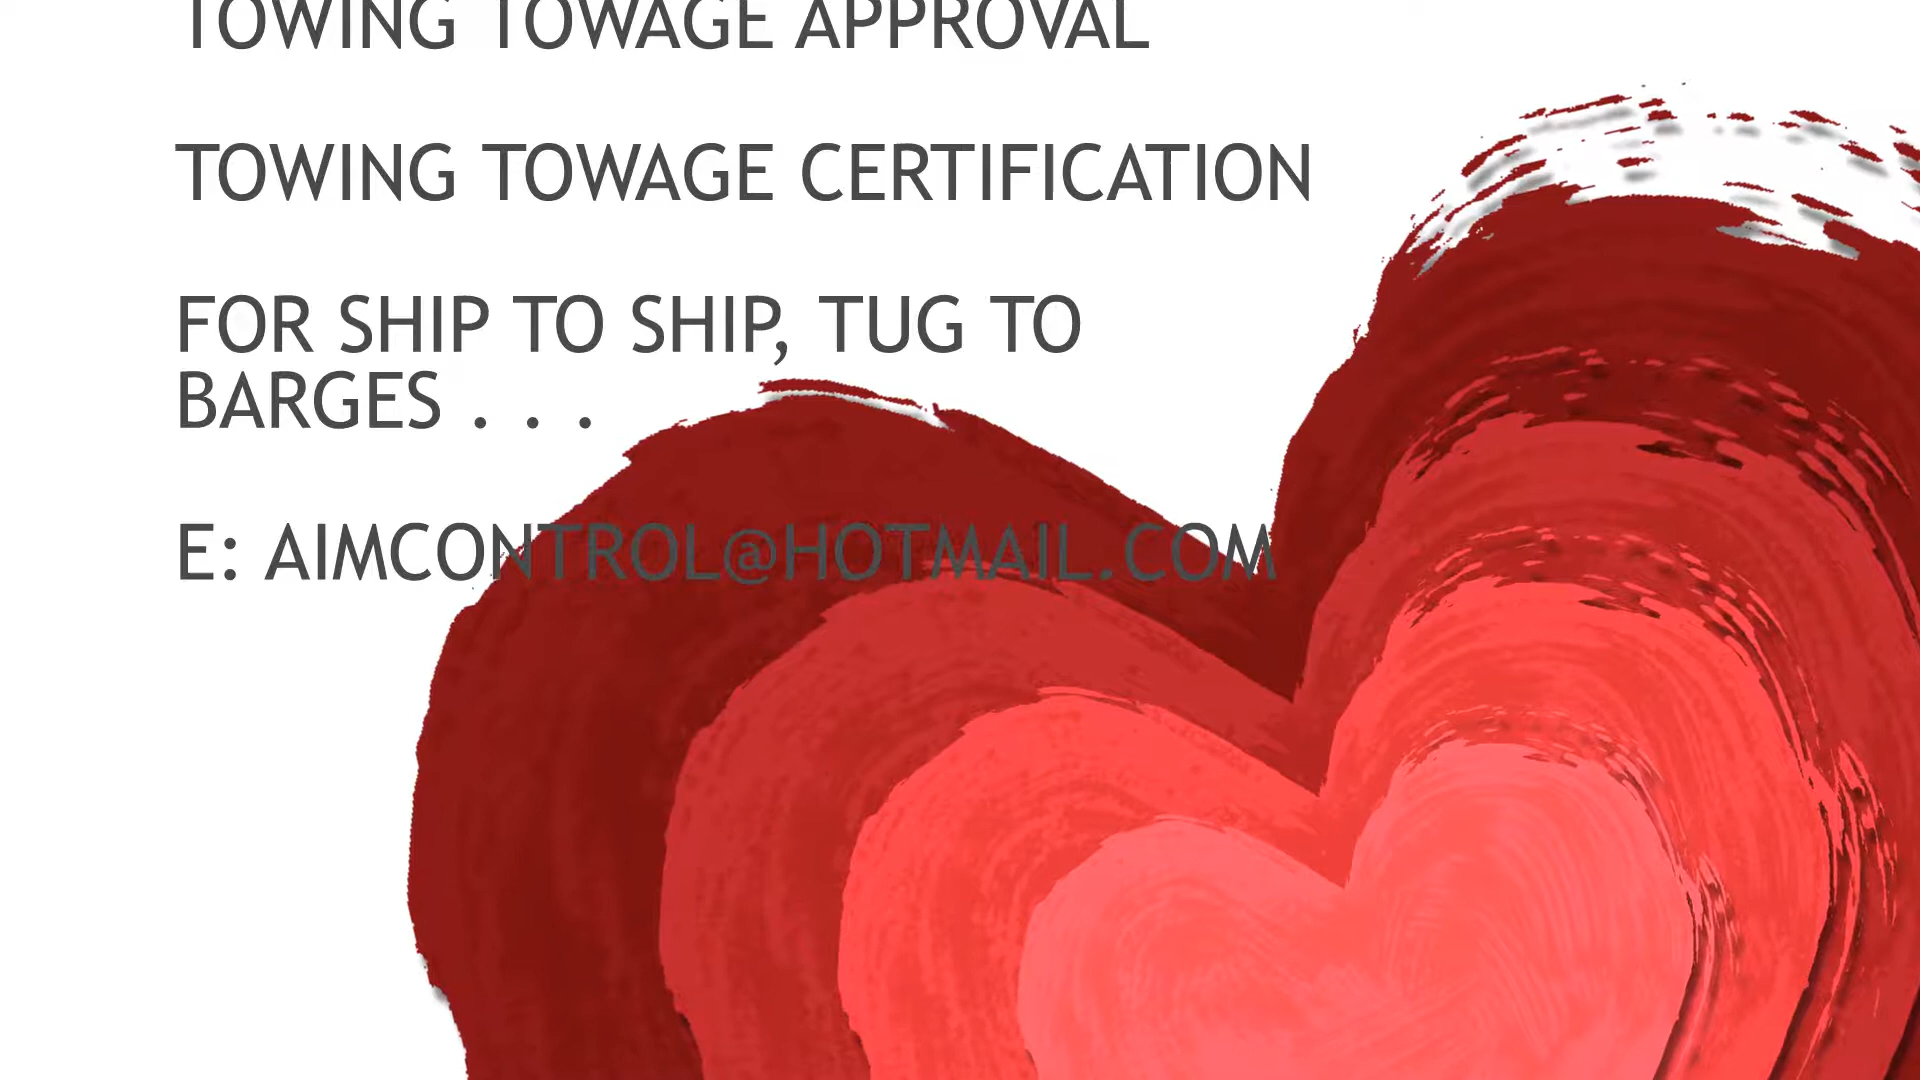 TOWING TOWAGE APPROVAL
TOWING TOWAGE CERTIFICATION
FOR SHIP TO SHIP, TUG TO
BARGES . . .
E: AIMCONTROL@HOTMAIL.COM